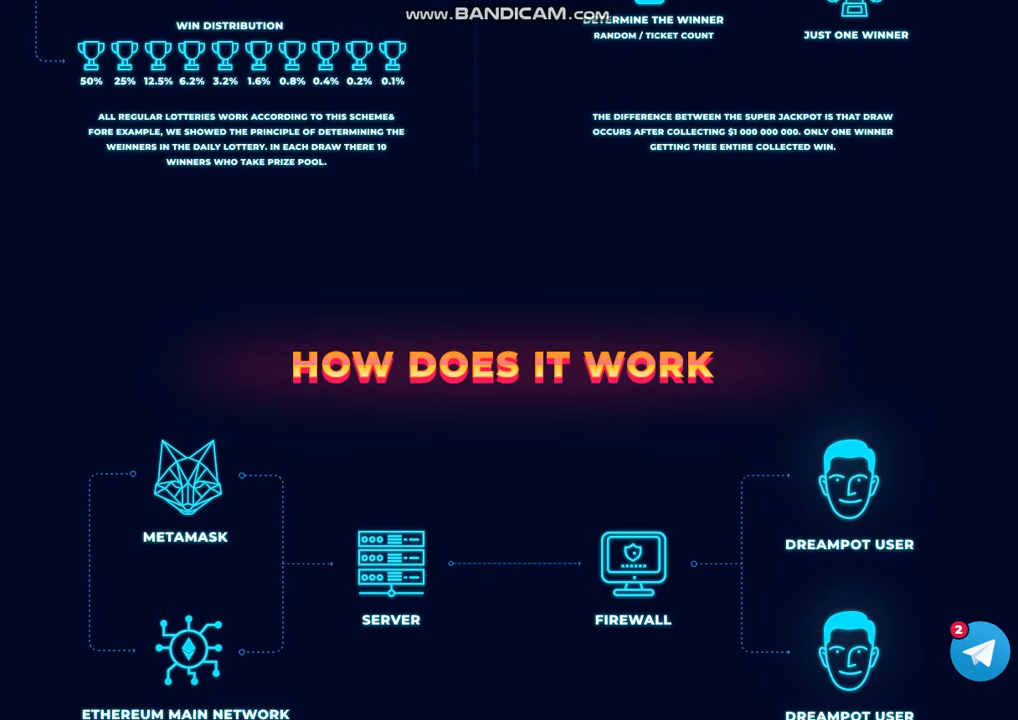 www.BANDICAM.com
WIN DISTRIBUTION
50% 25% 12.5% 6.2% 3.2% 1.6% 0.8% 0.4% 0.2% 0.1%
ALL REGULAR LOTTERIES WORK ACCORDING TO THIS SCHEME&
FORE EXAMPLE, WE SHOWED THE PRINCIPLE OF DETERMINING THE
WEINNERS IN THE DAILY LOTTERY. IN EACH DRAW THERE 10
WINNERS WHO TAKE PRIZE POOL.
DETERMINE THE WINNER
RANDOM / TICKET COUNT
JUST ONE WINNER
THE DIFFERENCE BETWEEN THE SUPER JACKPOT IS THAT DRAW
OCCURS AFTER COLLECTING $1 000 000 000. ONLY ONE WINNER
GETTING THEE ENTIRE COLLECTED WIN.
HOW DOES IT WORK
METAMASK
ETHEREUM MAIN NETWORK
SERVER
FIREWALL
DREAMPOT USER
DREAMPOT USER
2